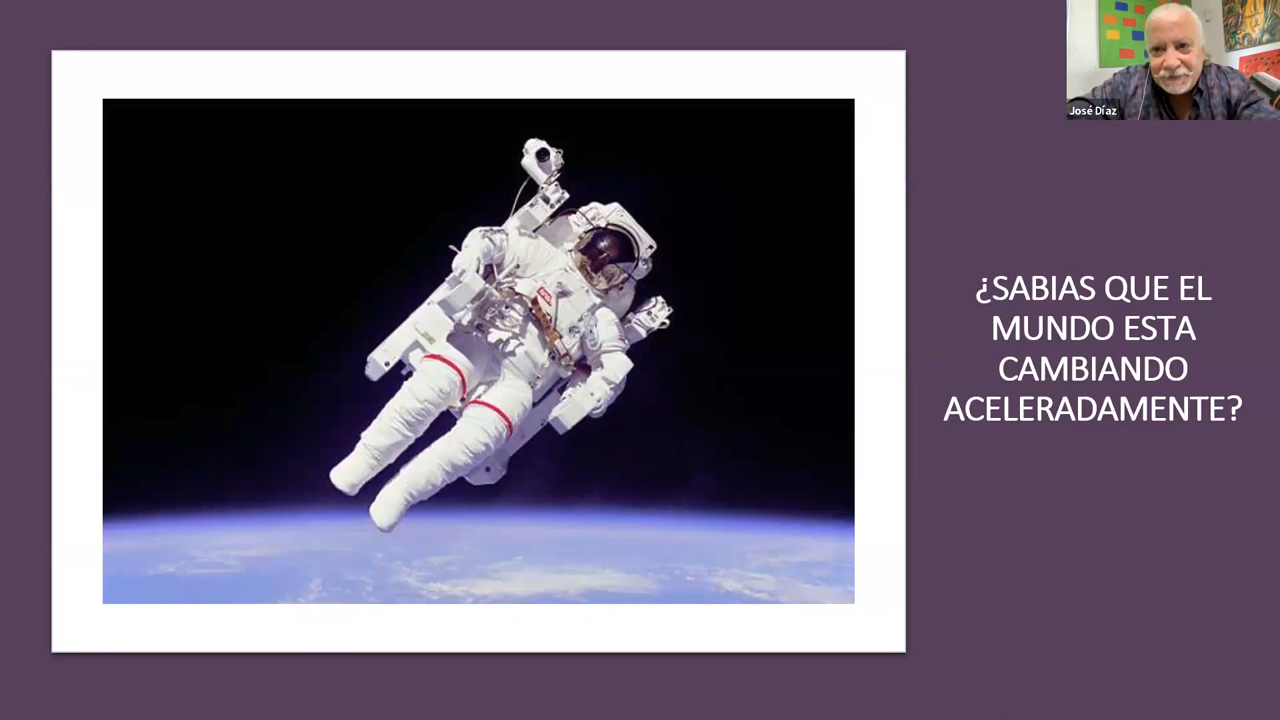 José Díaz
¿SABIAS QUE EL
MUNDO ESTA
CAMBIANDO
ACELERADAMENTE?